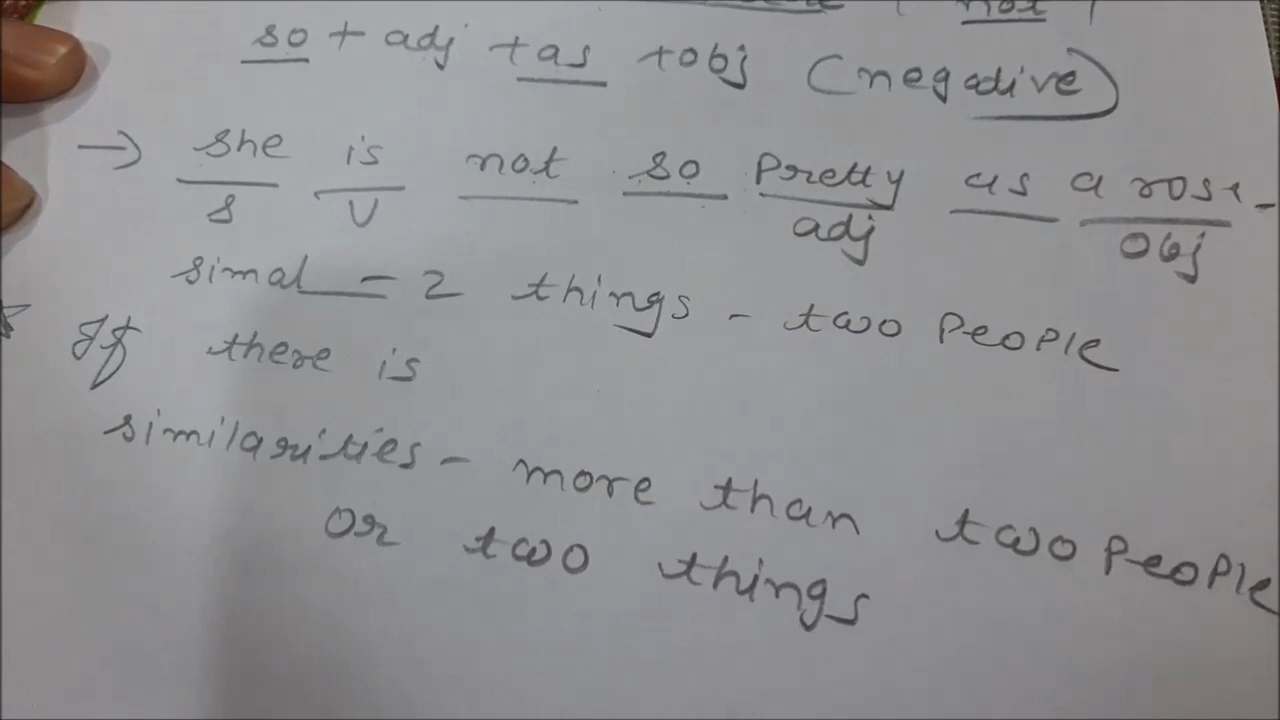 not
so + adj + as + obj (negative)
→ she is not so Pretty as a rose-
S V adj obj
simal - 2 things - two People
If there is
similarities - more than two People
or two things